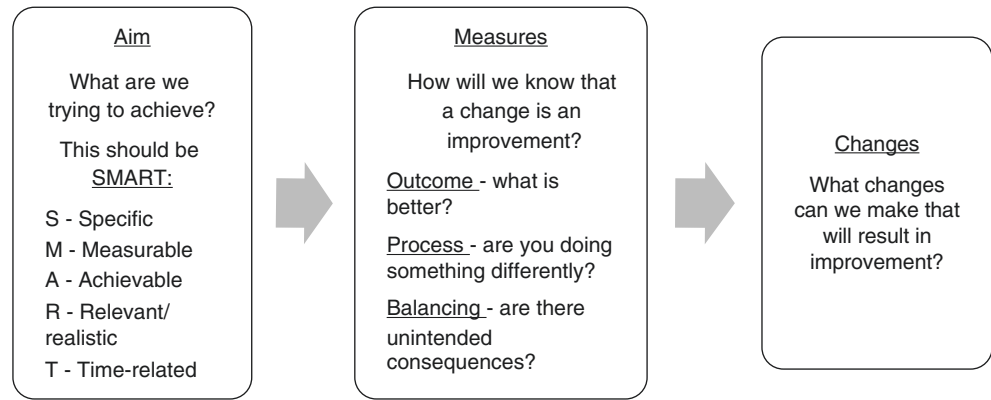 Aim
What are we
trying to achieve?
This should be
SMART:
S - Specific
M - Measurable
A - Achievable
R - Relevant/
realistic
T - Time-related
Measures
How will we know that
a change is an
improvement?
Outcome - what is
better?
Process - are you doing
something differently?
Balancing - are there
unintended
consequences?
Changes
What changes
can we make that
will result in
improvement?